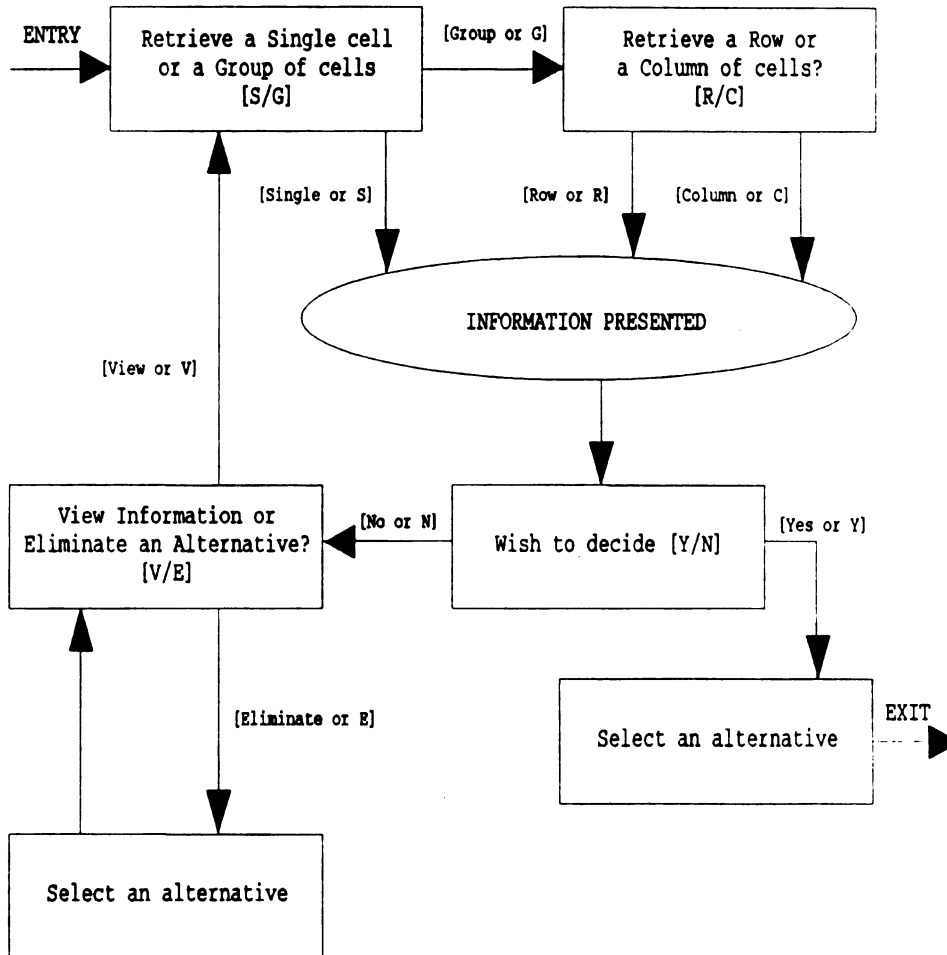 ENTRY
Retrieve a Single cell
or a Group of cells
[S/G]
[Group or G]
Retrieve a Row or
a Column of cells?
[R/C]
[Single or S]
[Row or R]
[Column or C]
INFORMATION PRESENTED
[View or V]
View Information or
Eliminate an Alternative?
[V/E]
[No or N]
Wish to decide [Y/N]
[Yes or Y]
[Eliminate or E]
Select an alternative
EXIT
Select an alternative